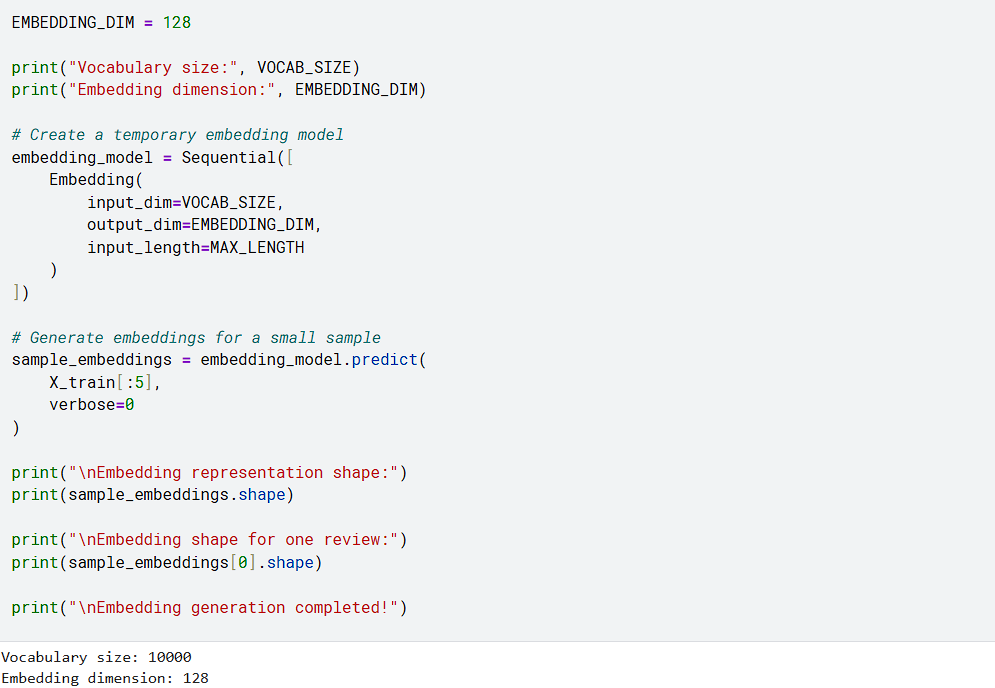 EMBEDDING_DIM = 128
print("Vocabulary size:", VOCAB_SIZE)
print("Embedding dimension:", EMBEDDING_DIM)
# Create a temporary embedding model
embedding_model = Sequential([
    Embedding(
        input_dim=VOCAB_SIZE,
        output_dim=EMBEDDING_DIM,
        input_length=MAX_LENGTH
    )
])
# Generate embeddings for a small sample
sample_embeddings = embedding_model.predict(
    X_train[:5],
    verbose=0
)
print("\nEmbedding representation shape:")
print(sample_embeddings.shape)
print("\nEmbedding shape for one review:")
print(sample_embeddings[0].shape)
print("\nEmbedding generation completed!")
Vocabulary size: 10000
Embedding dimension: 128